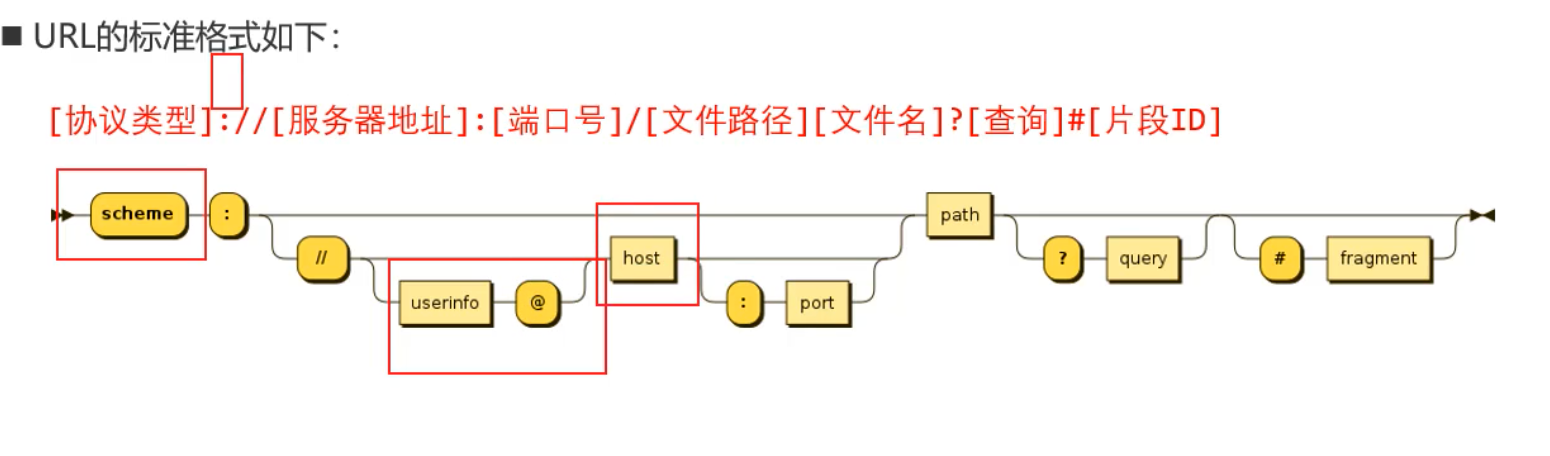 ■ URL的标准格式如下：
[协议类型]://[服务器地址]:[端口号]/[文件路径][文件名]?[查询]#[片段ID]
scheme : // userinfo @ host : port path ? query # fragment